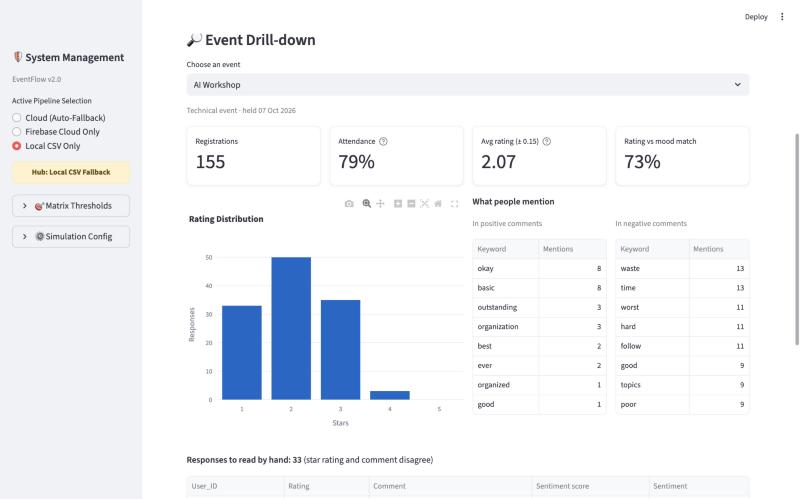 Deploy
System Management
EventFlow v2.0
Active Pipeline Selection
Cloud (Auto-Fallback)
Firebase Cloud Only
Local CSV Only
Hub: Local CSV Fallback
Matrix Thresholds
Simulation Config
Event Drill-down
Choose an event
AI Workshop
Technical event · held 07 Oct 2026
Registrations
155
Attendance
79%
Avg rating (± 0.15)
2.07
Rating vs mood match
73%
Rating Distribution
50
40
30
20
10
0
1 2 3 4 5
Responses
Stars
What people mention
In positive comments
Keyword Mentions
okay 8
basic 8
outstanding 3
organization 3
best 2
ever 2
organized 1
good 1
In negative comments
Keyword Mentions
waste 13
time 13
worst 11
hard 11
follow 11
good 9
topics 9
poor 9
Responses to read by hand: 33 (star rating and comment disagree)
User_ID Rating Comment Sentiment score Sentiment